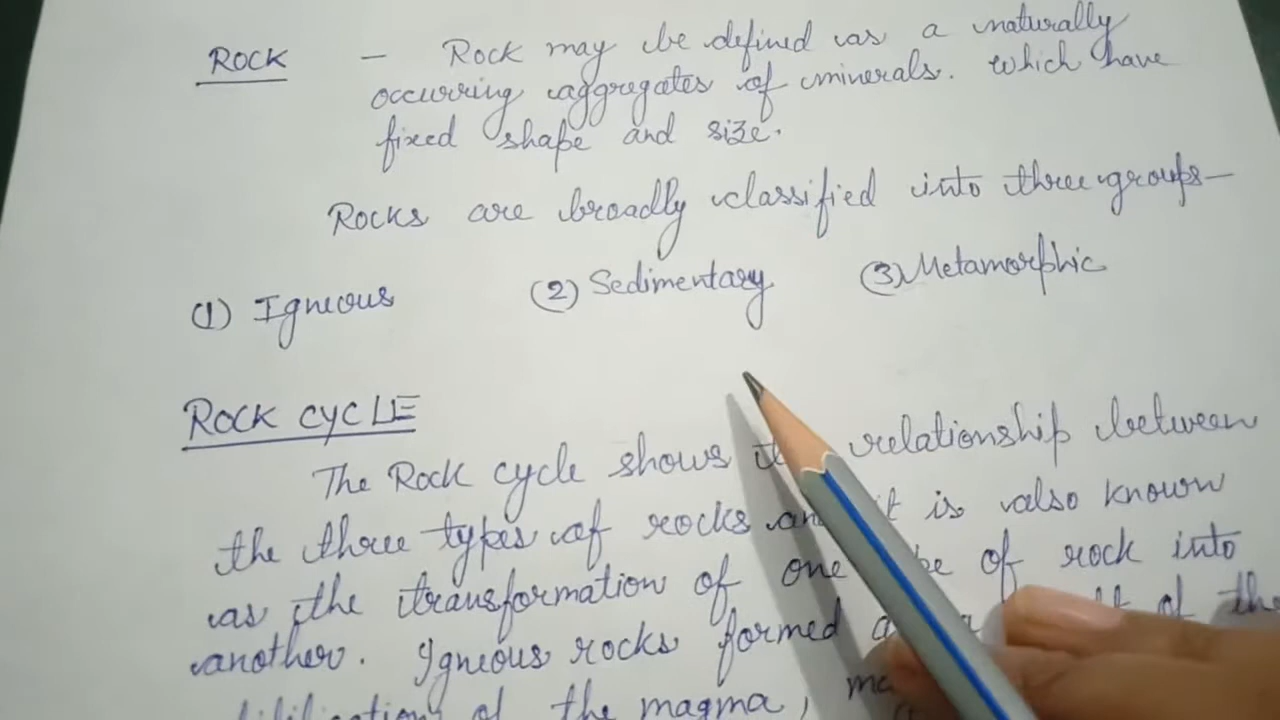 ROCK - Rock may be defined as a naturally
occurring aggregates of minerals. which have
fixed shape and size.
Rocks are broadly classified into three groups-
(1) Igneous (2) Sedimentary (3) Metamorphic
ROCK CYCLE
The Rock cycle shows relationship between
the three types of rocks it is also known
as the transformation of one of rock into
another. Igneous rocks formed of
of the magma,